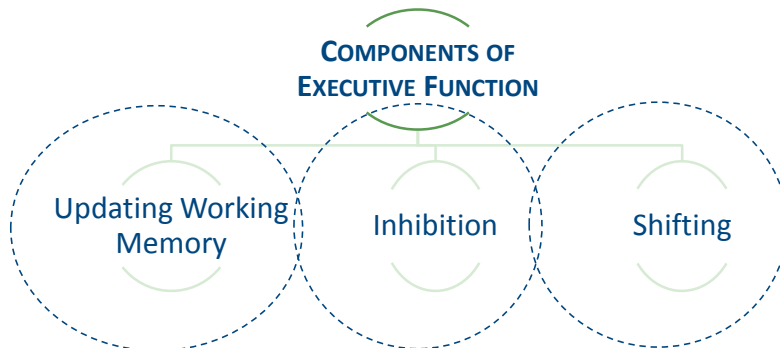 COMPONENTS OF
EXECUTIVE FUNCTION
Updating Working
Memory
Inhibition
Shifting